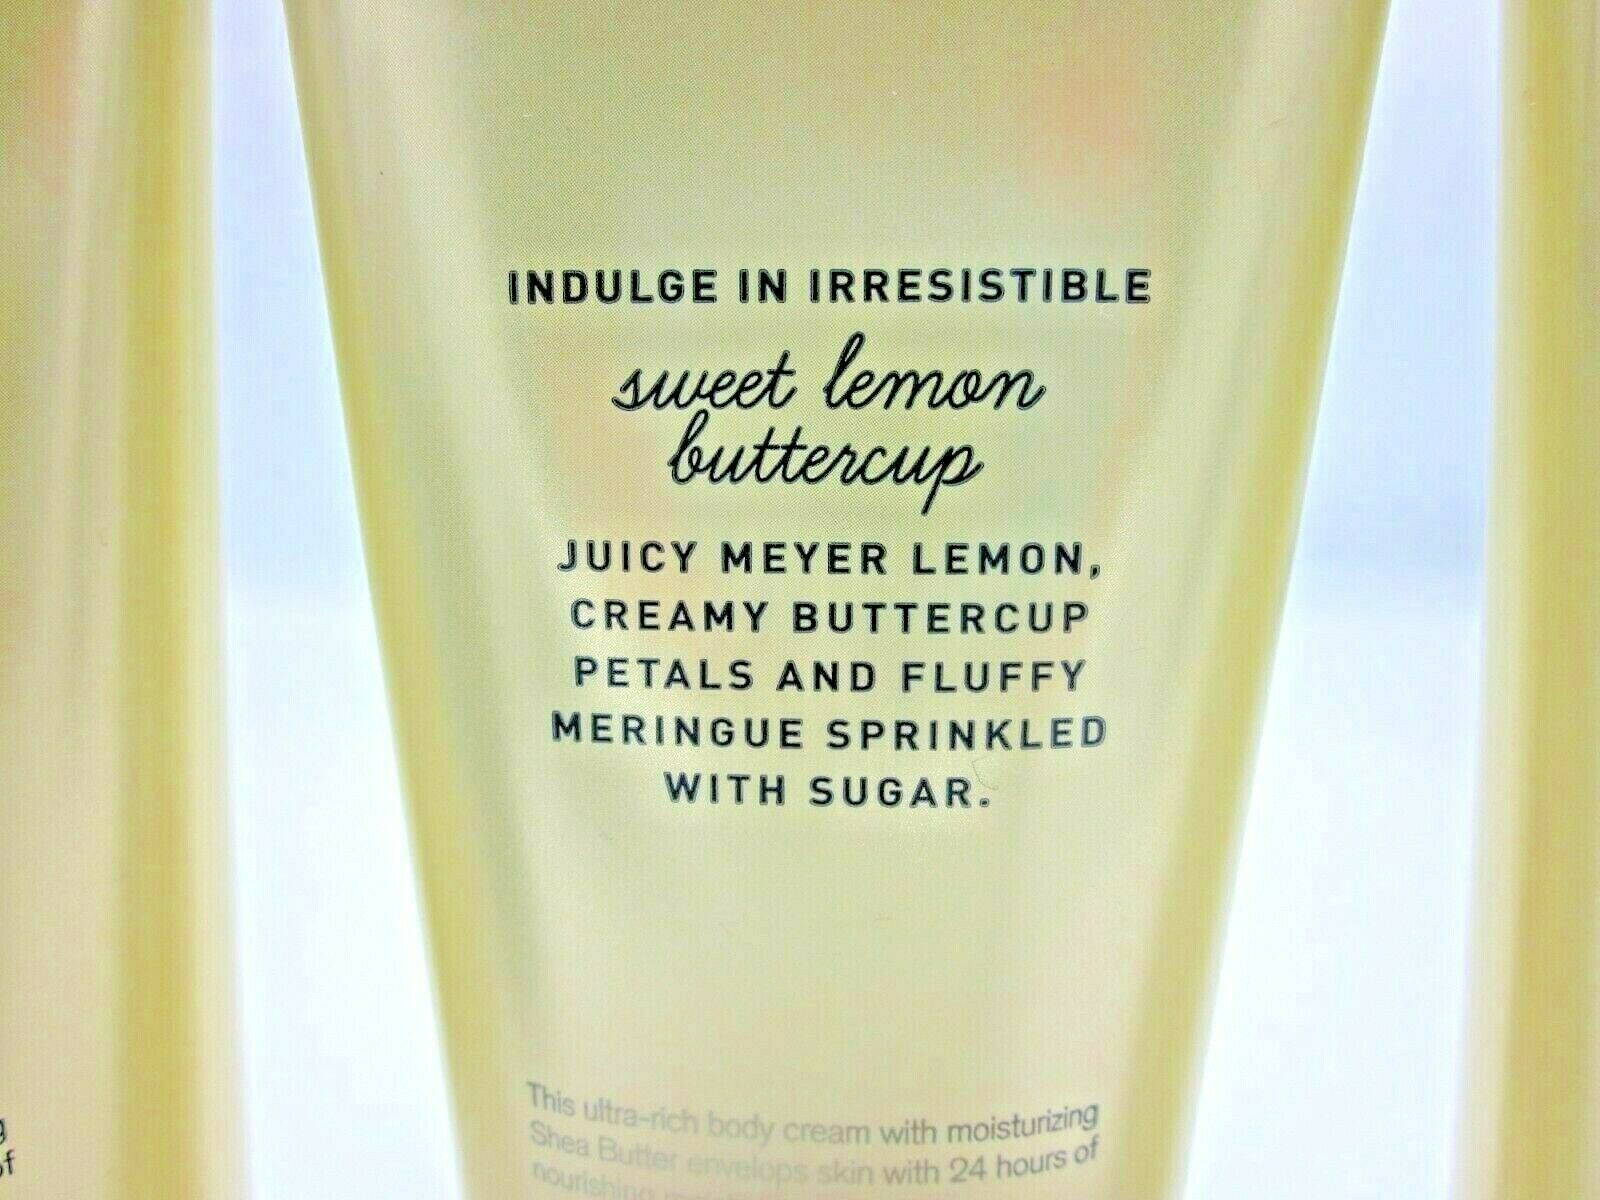 INDULGE IN IRRESISTIBLE
sweet lemon
buttercup
JUICY MEYER LEMON,
CREAMY BUTTERCUP
PETALS AND FLUFFY
MERINGUE SPRINKLED
WITH SUGAR.
This ultra-rich body cream with moisturizing
Shea Butter envelops skin with 24 hours of
nourishing